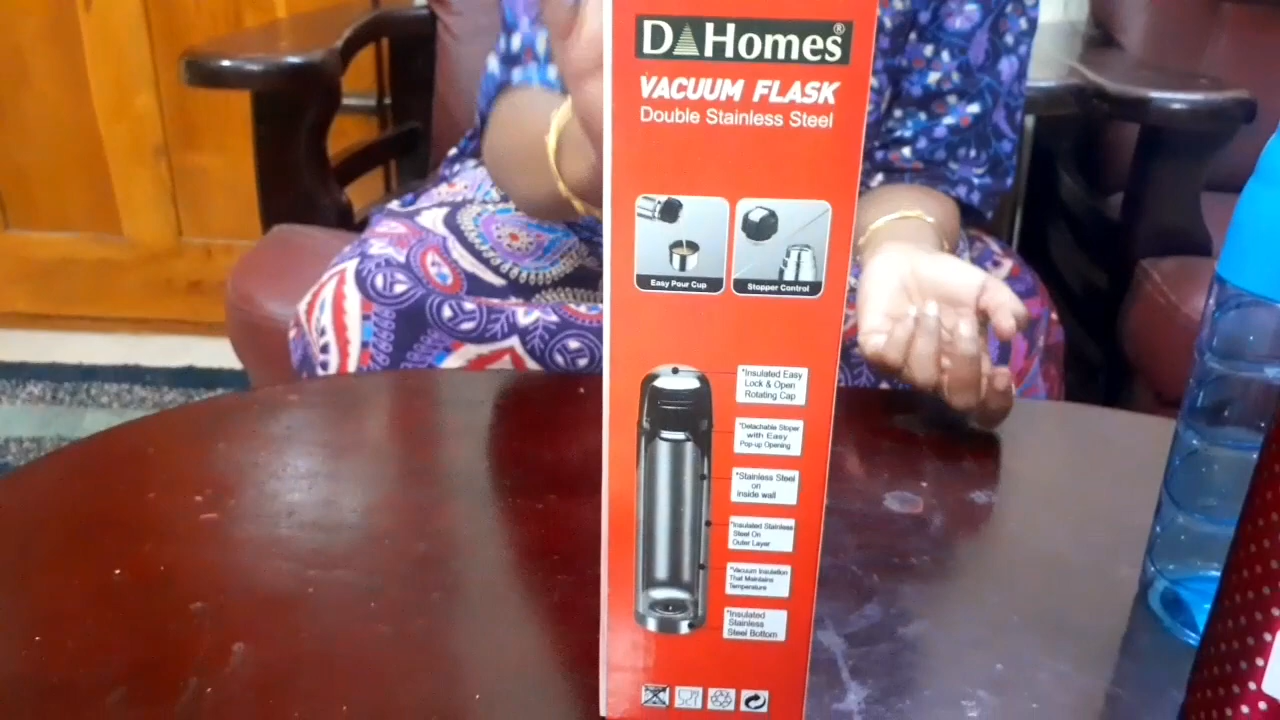 D Homes®
VACUUM FLASK
Double Stainless Steel
Easy Pour Cup
Stopper Control
*Insulated Easy
Lock & Open
Rotating Cap
*Detachable Stoper
with Easy
Pop-up Opening
*Stainless Steel
on
inside wall
*Insulated Stainless
Steel On
Outer Layer
*Vacuum Insulation
That Maintains
Temperature
*Insulated
Stainless
Steel Bottom